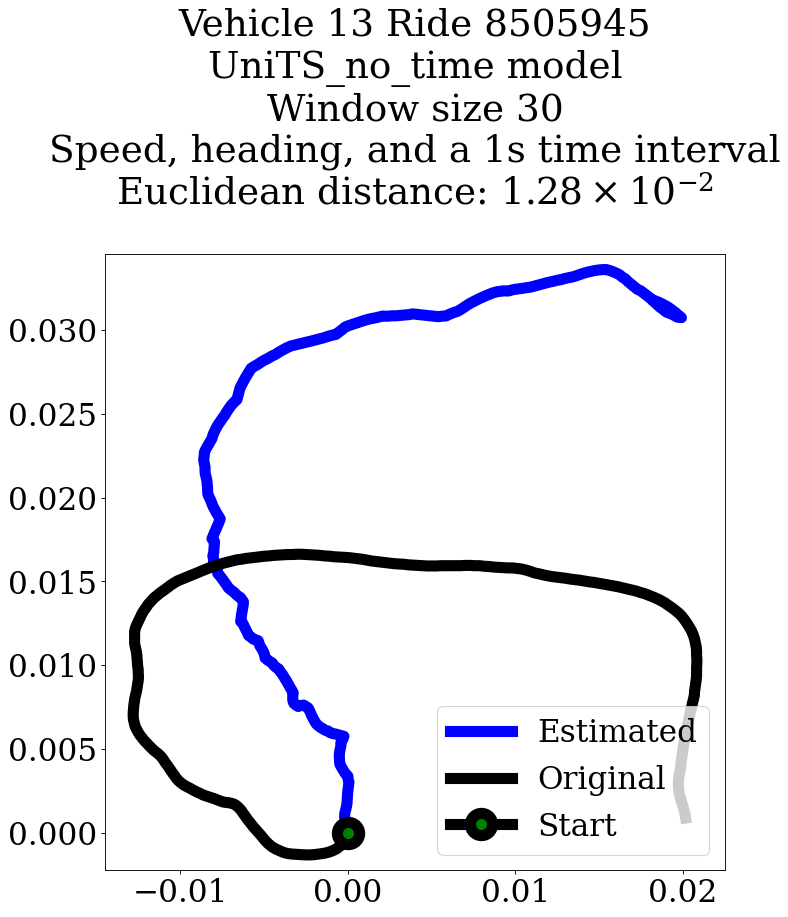 Vehicle 13 Ride 8505945
UniTS_no_time model
Window size 30
Speed, heading, and a 1s time interval
Euclidean distance: 1.28 × 10⁻²
0.030
0.025
0.020
0.015
0.010
0.005
0.000
−0.01
0.00
0.01
0.02
Estimated
Original
Start